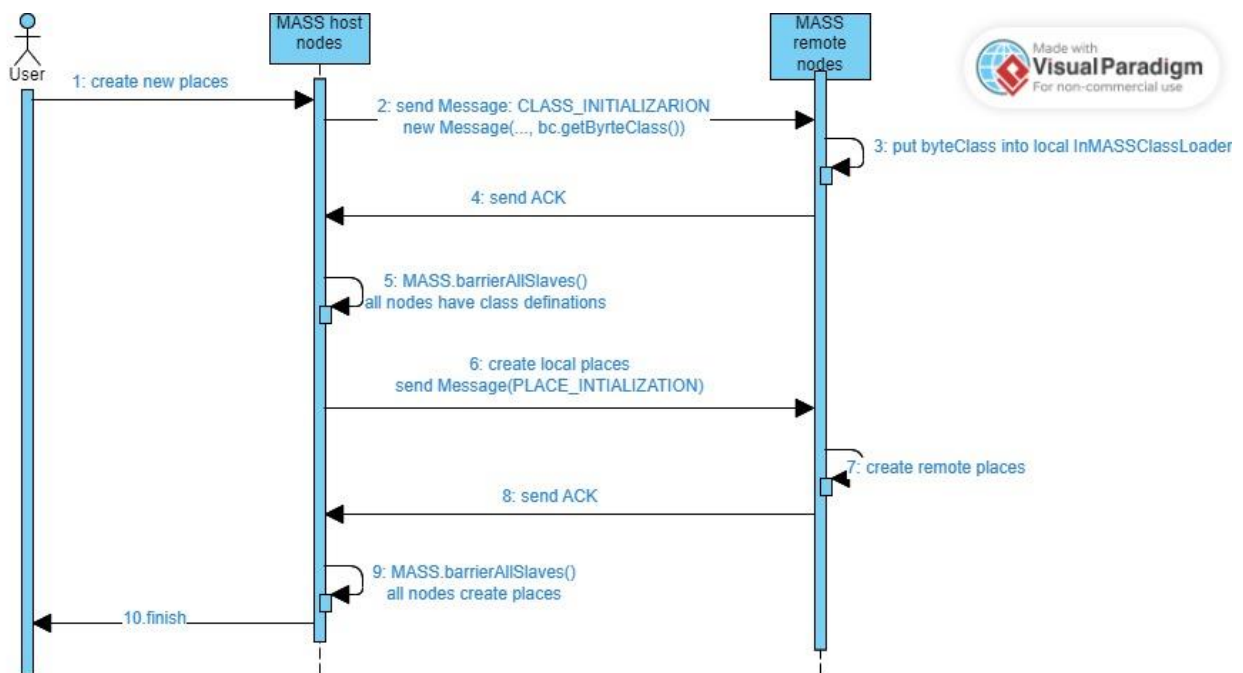 MASS host
nodes
MASS
remote
nodes
Made with
Visual Paradigm
For non-commercial use
User
1: create new places
2: send Message: CLASS_INITIALIZARION
new Message(..., bc.getByrteClass())
3: put byteClass into local InMASSClassLoader
4: send ACK
5: MASS.barrierAllSlaves()
all nodes have class definations
6: create local places
send Message(PLACE_INTIALIZATION)
7: create remote places
8: send ACK
9: MASS.barrierAllSlaves()
all nodes create places
10.finish